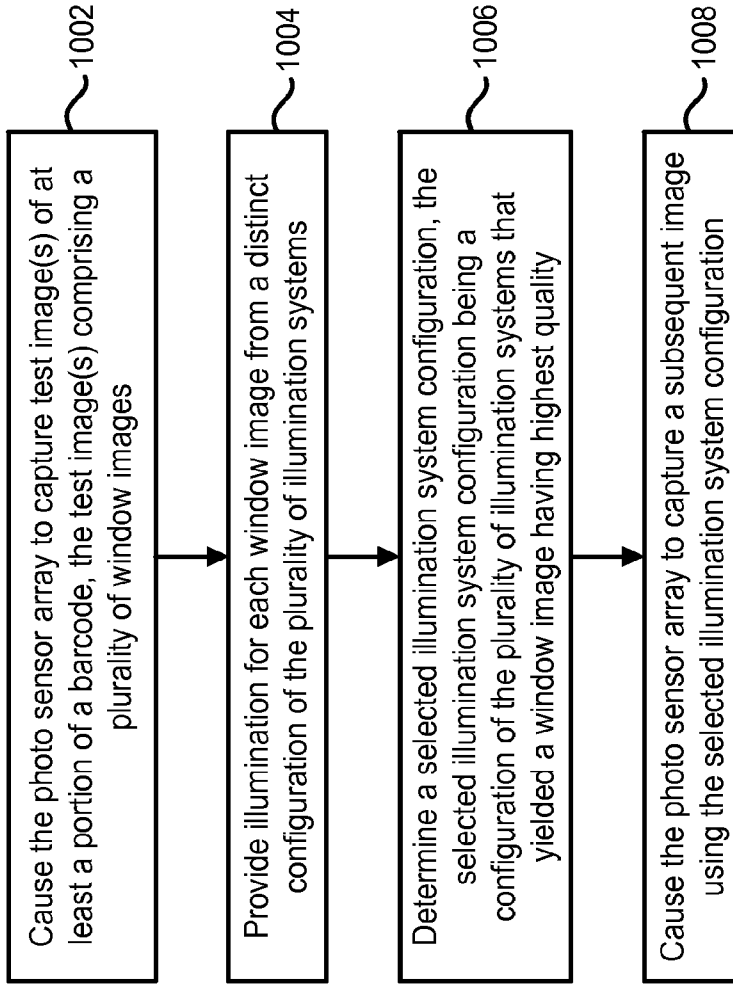 Cause the photo sensor array to capture test image(s) of at
least a portion of a barcode, the test image(s) comprising a
plurality of window images
1002
Provide illumination for each window image from a distinct
configuration of the plurality of illumination systems
1004
Determine a selected illumination system configuration, the
selected illumination system configuration being a
configuration of the plurality of illumination systems that
yielded a window image having highest quality
1006
Cause the photo sensor array to capture a subsequent image
using the selected illumination system configuration
1008